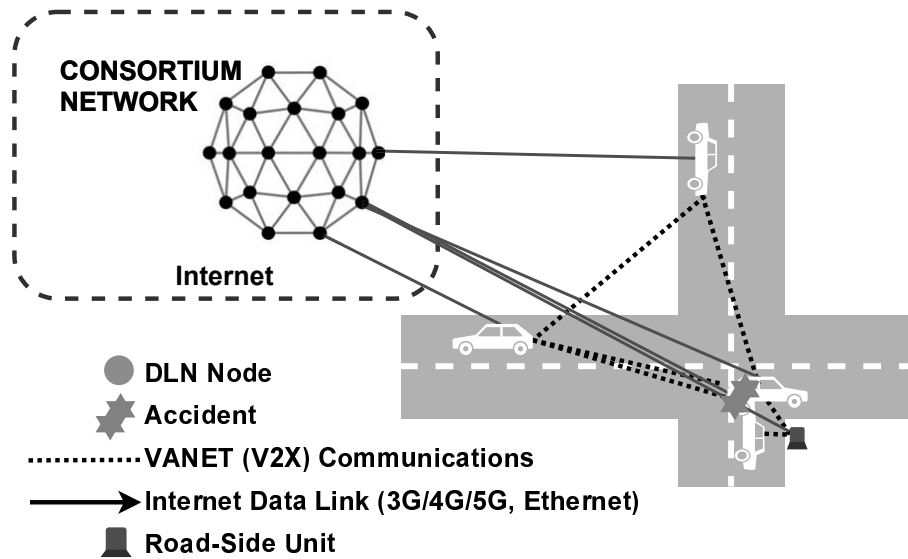 CONSORTIUM
NETWORK
Internet
DLN Node
Accident
VANET (V2X) Communications
Internet Data Link (3G/4G/5G, Ethernet)
Road-Side Unit